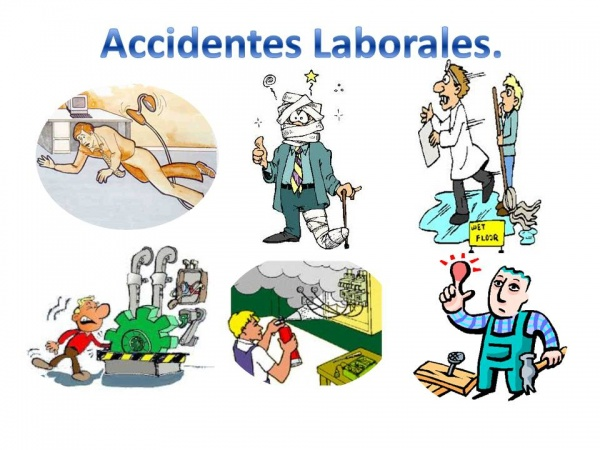 Accidentes Laborales.
WET
FLOOR